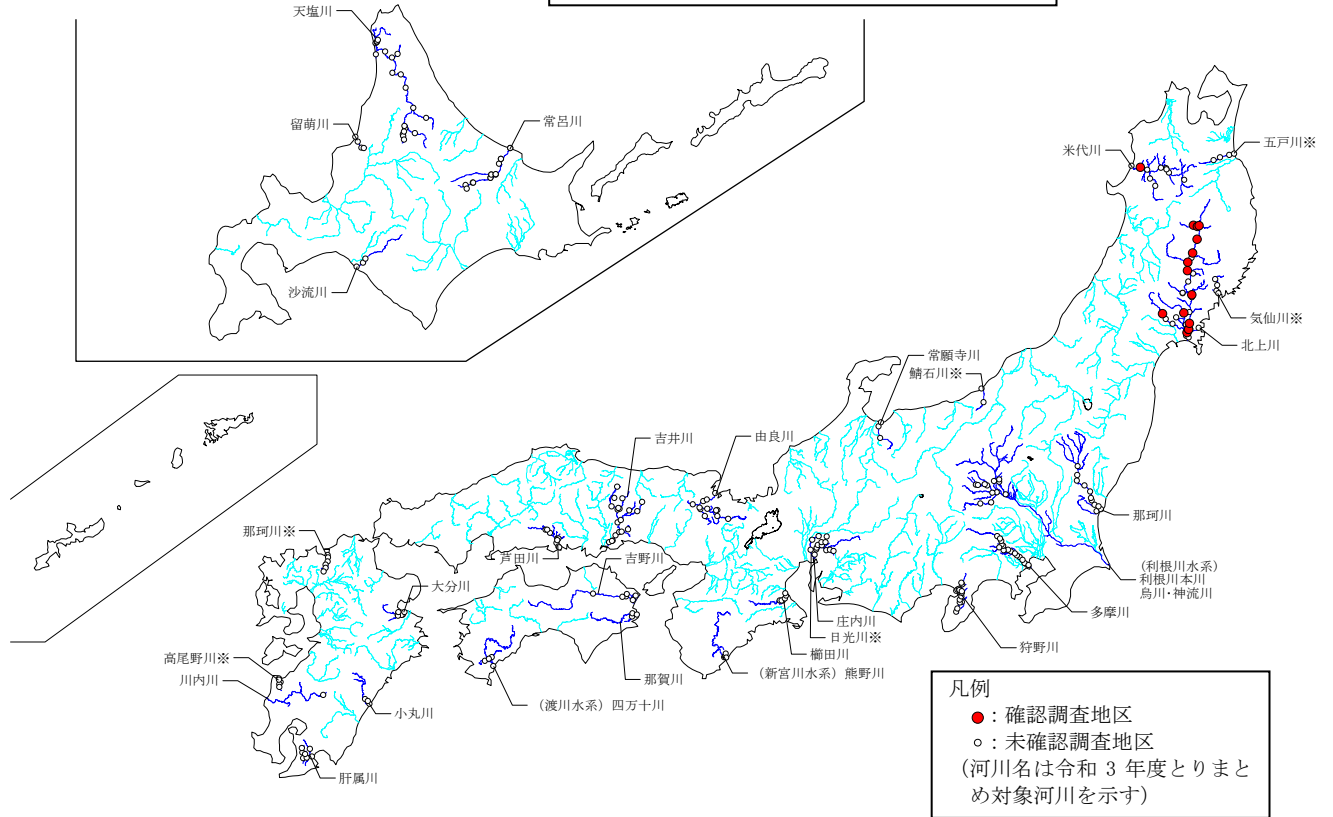 天塩川
留萌川
常呂川
沙流川
米代川
五戸川※
気仙川※
北上川
常願寺川
鯖石川※
吉井川
由良川
那珂川
那珂川※
芦田川
吉野川
大分川
(利根川水系)
利根川本川
烏川・神流川
多摩川
庄内川
日光川※
狩野川
櫛田川
高尾野川※
川内川
(新宮川水系)熊野川
那賀川
小丸川
(渡川水系)四万十川
肝属川
凡例
：確認調査地区
：未確認調査地区
(河川名は令和 3 年度とりまと
め対象河川を示す)